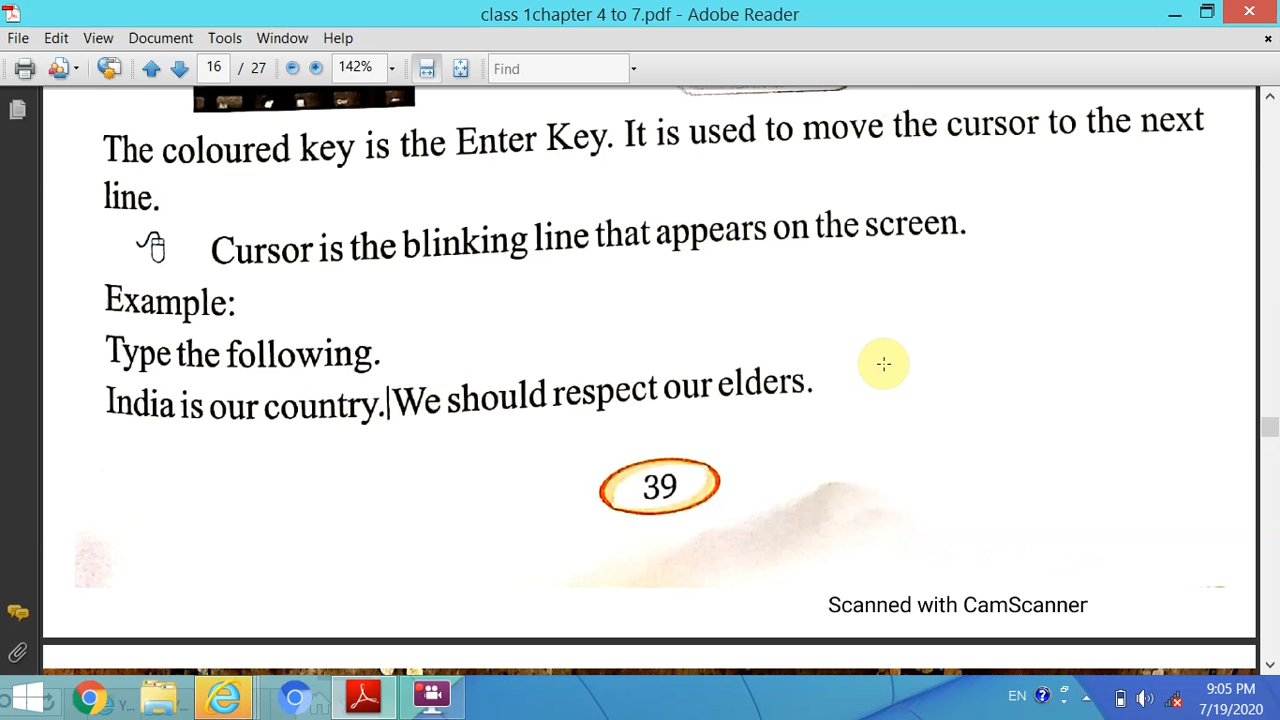 class 1chapter 4 to 7.pdf - Adobe Reader
File Edit View Document Tools Window Help
16 / 27 142% Find
The coloured key is the Enter Key. It is used to move the cursor to the next
line.
Cursor is the blinking line that appears on the screen.
Example:
Type the following.
India is our country.|We should respect our elders.
39
Scanned with CamScanner
EN
9:05 PM
7/19/2020